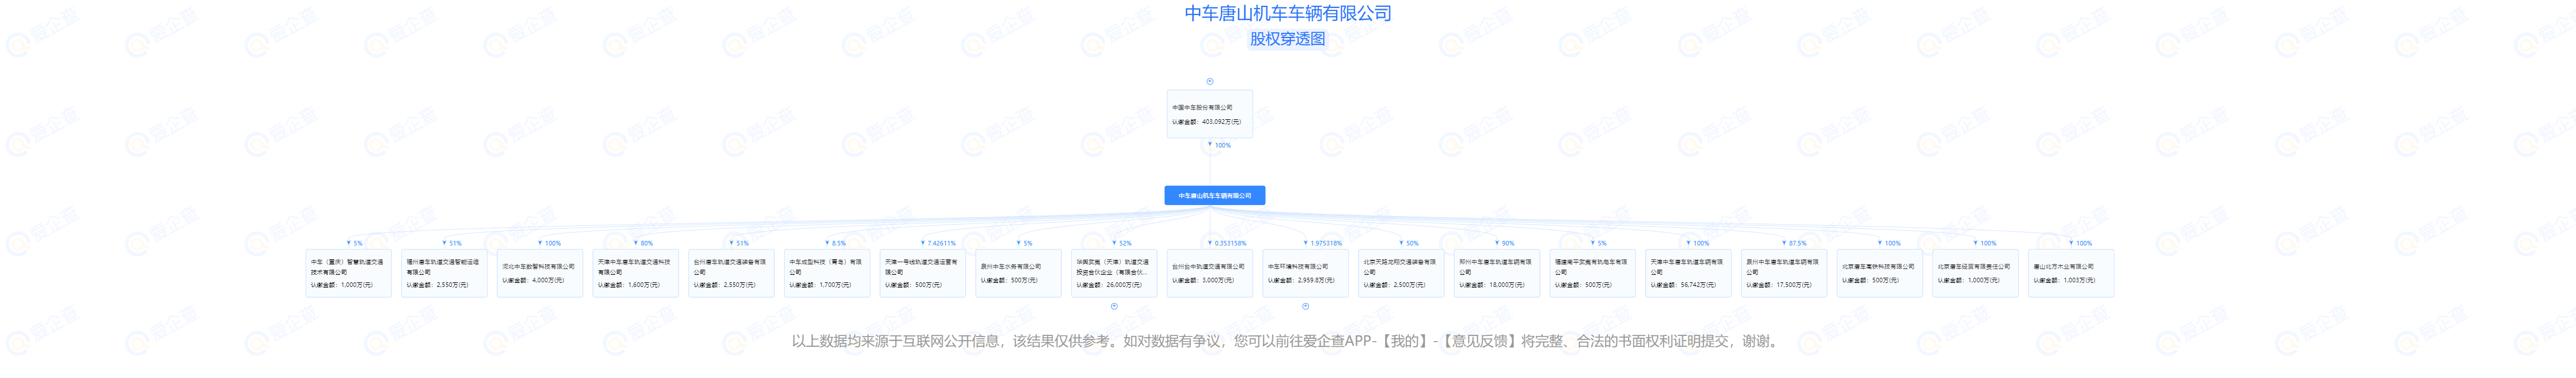 中车唐山机车车辆有限公司
股权穿透图
中国中车股份有限公司
认缴金额：403,092万(元)
100%
中车唐山机车车辆有限公司
5%
中车（重庆）智慧轨道交通
技术有限公司
认缴金额：1,000万(元)
51%
福州唐车轨道交通智能运维
有限公司
认缴金额：2,550万(元)
100%
河北中车数智科技有限公司
认缴金额：4,000万(元)
80%
天津中车唐车轨道交通科技
有限公司
认缴金额：1,600万(元)
51%
台州唐车轨道交通装备有限
公司
认缴金额：2,550万(元)
8.5%
中车成型科技（青岛）有限
公司
认缴金额：1,700万(元)
7.42611%
天津一号线轨道交通运营有
限公司
认缴金额：500万(元)
5%
泉州中车水务有限公司
认缴金额：500万(元)
52%
（天津）轨道交通
投资合伙企业（有限合伙...
认缴金额：26,000万(元)
0.353158%
台州台中轨道交通有限公司
认缴金额：3,000万(元)
1.975318%
中车环境科技有限公司
认缴金额：2,959.8万(元)
50%
北京天路龙翔交通装备有限
公司
认缴金额：2,500万(元)
90%
郑州中车唐车轨道车辆有限
公司
认缴金额：18,000万(元)
5%
福建南平武夷有轨电车有限
公司
认缴金额：500万(元)
100%
天津中车唐车轨道车辆有限
公司
认缴金额：56,742万(元)
87.5%
泉州中车唐车轨道车辆有限
公司
认缴金额：17,500万(元)
100%
北京唐车高铁科技有限公司
认缴金额：500万(元)
100%
北京唐车经贸有限责任公司
认缴金额：1,000万(元)
100%
唐山北方木业有限公司
认缴金额：1,003万(元)
以上数据均来源于互联网公开信息，该结果仅供参考。如对数据有争议，您可以前往爱企查APP-【我的】-【意见反馈】将完整、合法的书面权利证明提交，谢谢。